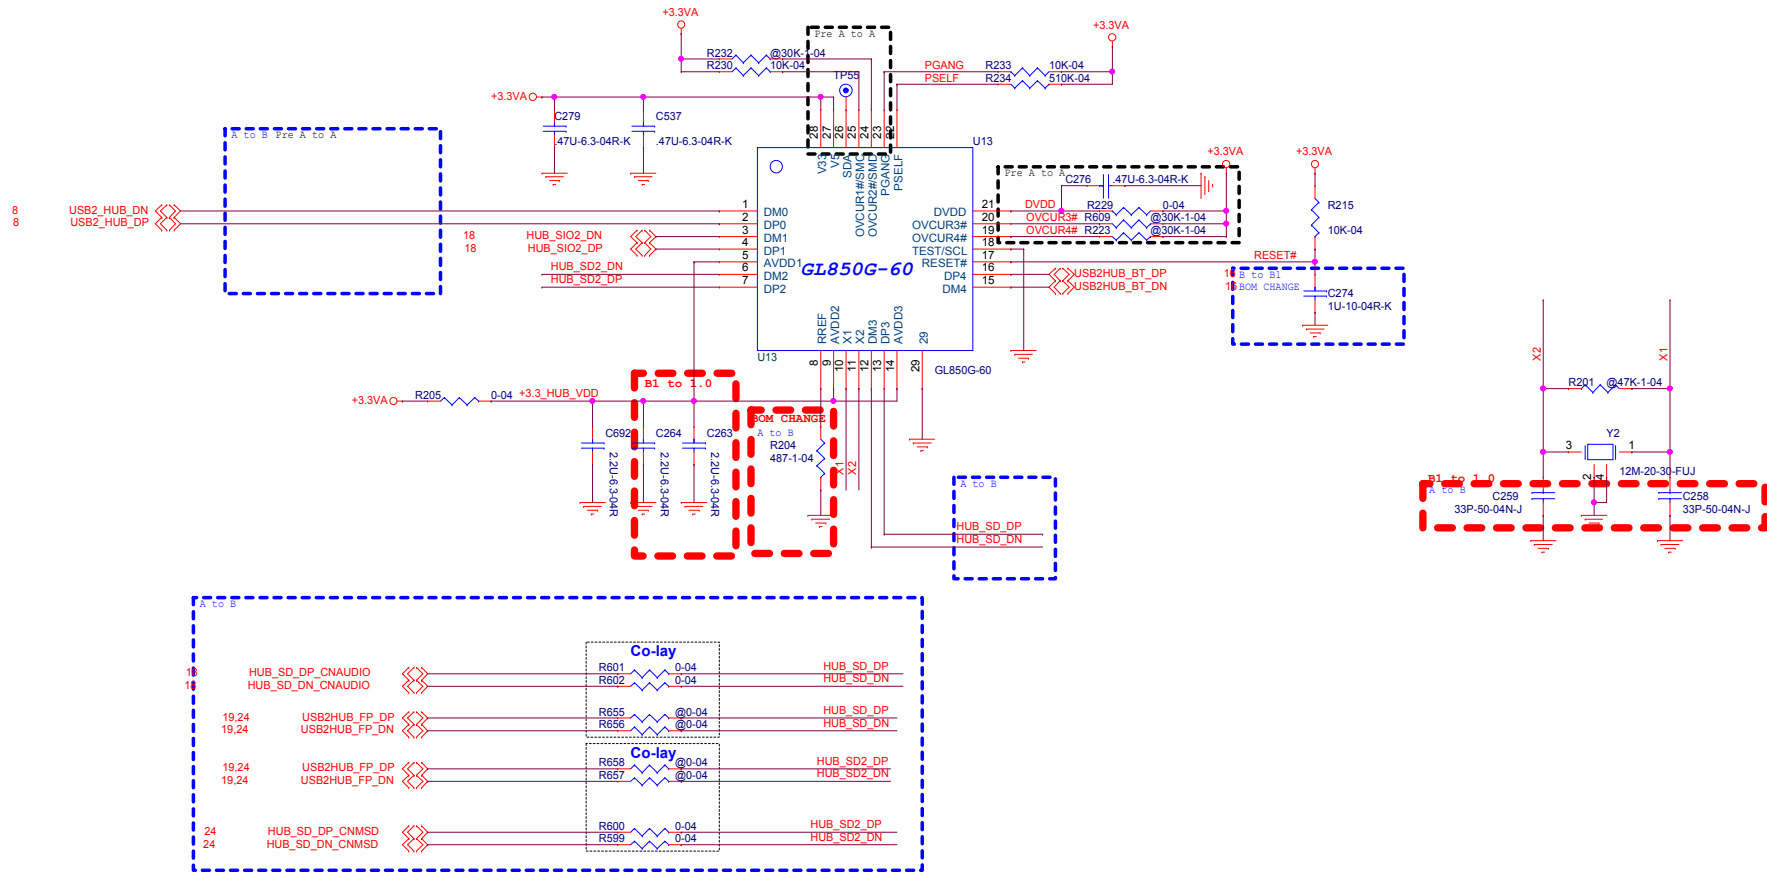 +3.3VA
+3.3VA
Pre A to A
R232 @30K-1-04
R230 10K-04
TP55
PGANG R233 10K-04
PSELF R234 510K-04
+3.3VA
C279
.47U-6.3-04R-K
C537
.47U-6.3-04R-K
A to B Pre A to A
28 27 26 25 24 23 22
V33 V5 SDA OVCUR1#/SMC OVCUR2#/SMD PGANG PSELF
U13
+3.3VA
+3.3VA
Pre A to A
C276 .47U-6.3-04R-K
8 USB2_HUB_DN
8 USB2_HUB_DP
18 HUB_SIO2_DN
18 HUB_SIO2_DP
HUB_SD2_DN
HUB_SD2_DP
1 DM0
2 DP0
3 DM1
4 DP1
5 AVDD1
6 DM2
7 DP2
GL850G-60
DVDD 21 DVDD R229 0-04
OVCUR3# 20 OVCUR3# R609 @30K-1-04
OVCUR4# 19 OVCUR4# R223 @30K-1-04
TEST/SCL 18
RESET# 17 RESET#
DP4 16 USB2HUB_BT_DP
DM4 15 USB2HUB_BT_DN
R215
10K-04
B to B1
BOM CHANGE
C274
1U-10-04R-K
RREF AVDD2 X1 X2 DM3 DP3 AVDD3 29
U13
8 9 10 11 12 13 14 29
GL850G-60
X2 X1
R201 @47K-1-04
B1 to 1.0
+3.3VA R205 0-04 +3.3_HUB_VDD
BOM CHANGE
A to B
R204
487-1-04
X1 X2
C692 2.2U-6.3-04R
C264 2.2U-6.3-04R
C263 2.2U-6.3-04R
Y2
3 1
2 4
12M-20-30-FUJ
B1 to 1.0
A to B
C259
33P-50-04N-J
C258
33P-50-04N-J
A to B
HUB_SD_DP
HUB_SD_DN
A to B
Co-lay
HUB_SD_DP_CNAUDIO R601 0-04 HUB_SD_DP
HUB_SD_DN_CNAUDIO R602 0-04 HUB_SD_DN
19,24 USB2HUB_FP_DP R655 @0-04 HUB_SD_DP
19,24 USB2HUB_FP_DN R656 @0-04 HUB_SD_DN
Co-lay
19,24 USB2HUB_FP_DP R658 @0-04 HUB_SD2_DP
19,24 USB2HUB_FP_DN R657 @0-04 HUB_SD2_DN
24 HUB_SD_DP_CNMSD R600 0-04 HUB_SD2_DP
24 HUB_SD_DN_CNMSD R599 0-04 HUB_SD2_DN